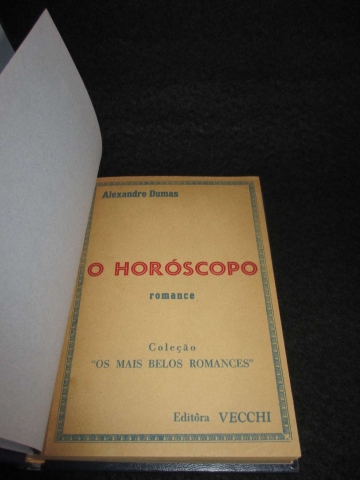 Alexandre Dumas
O HORÓSCOPO
romance
Coleção
"OS MAIS BELOS ROMANCES"
Editôra VECCHI